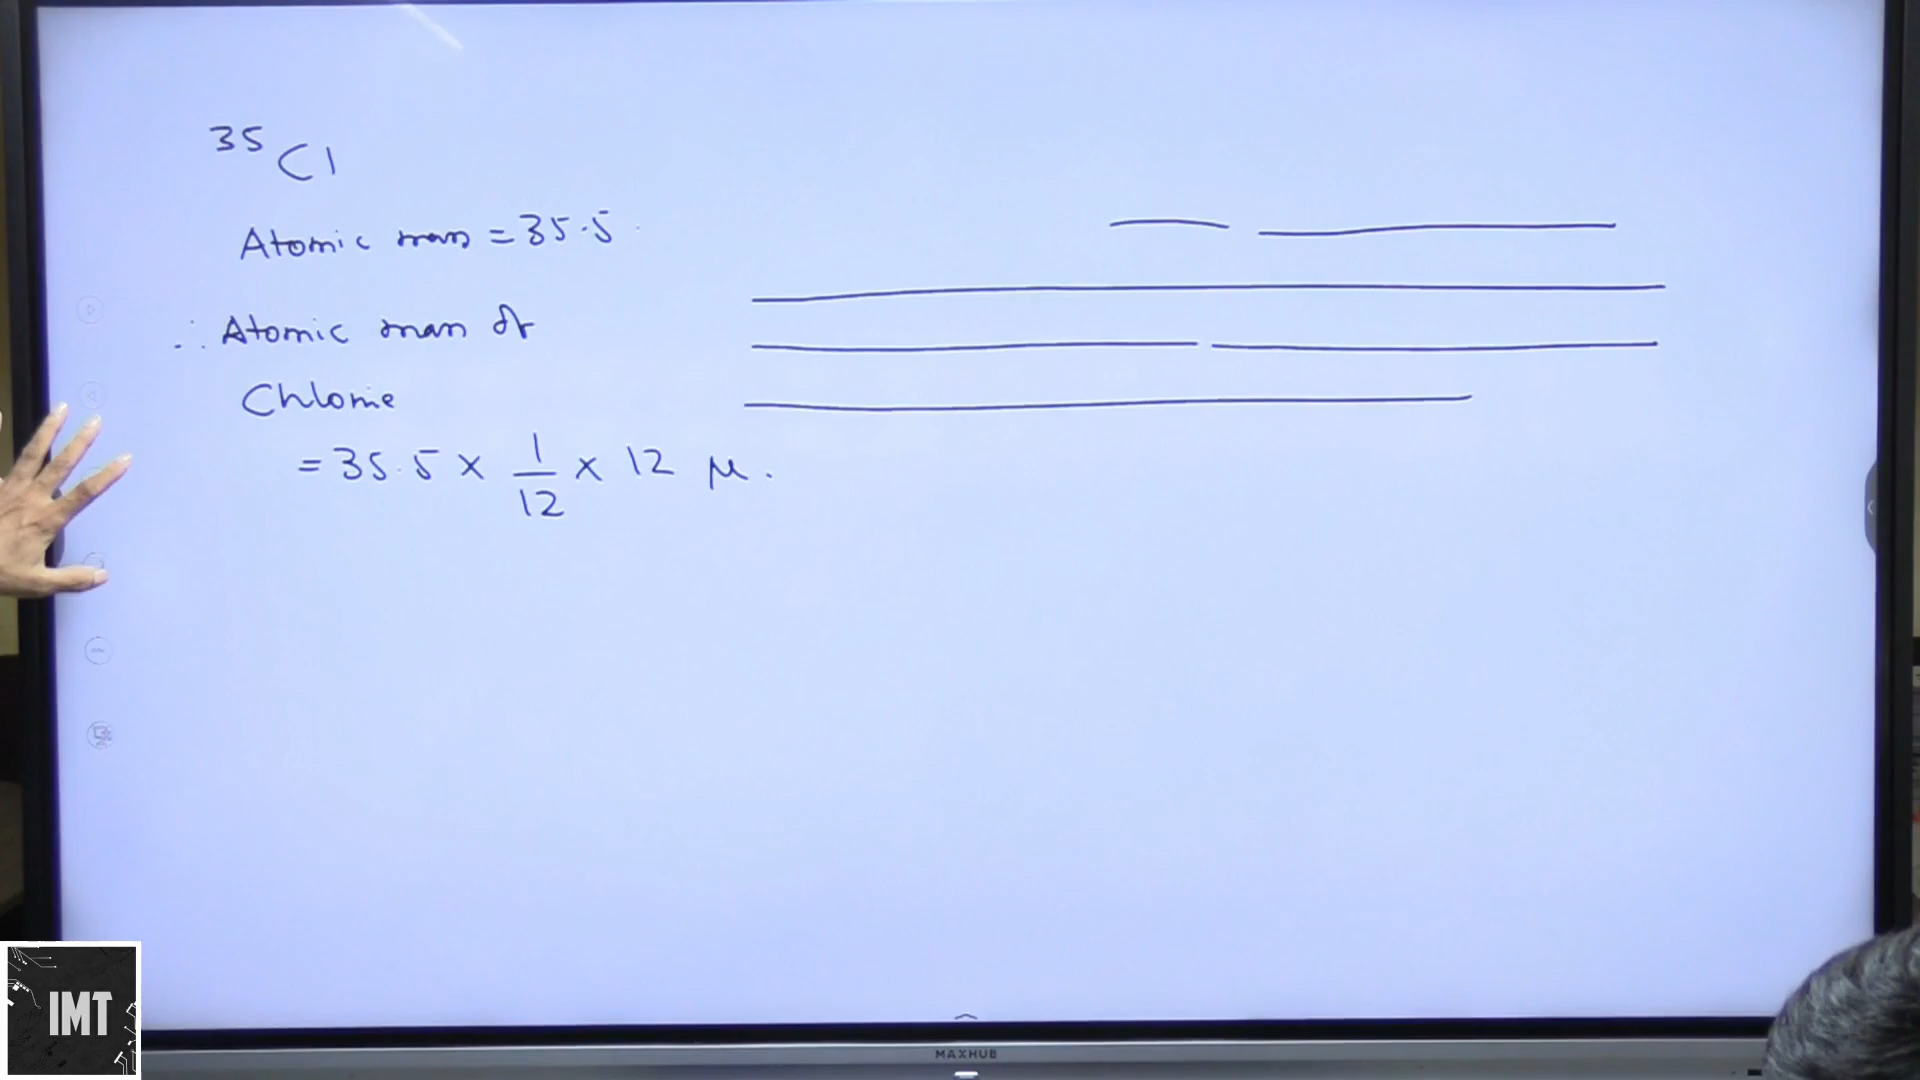 35 Cl
Atomic mass = 35.5
∴ Atomic mass of
Chlorine
= 35.5 × 1/12 × 12 μ.
IMT
MAXHUB